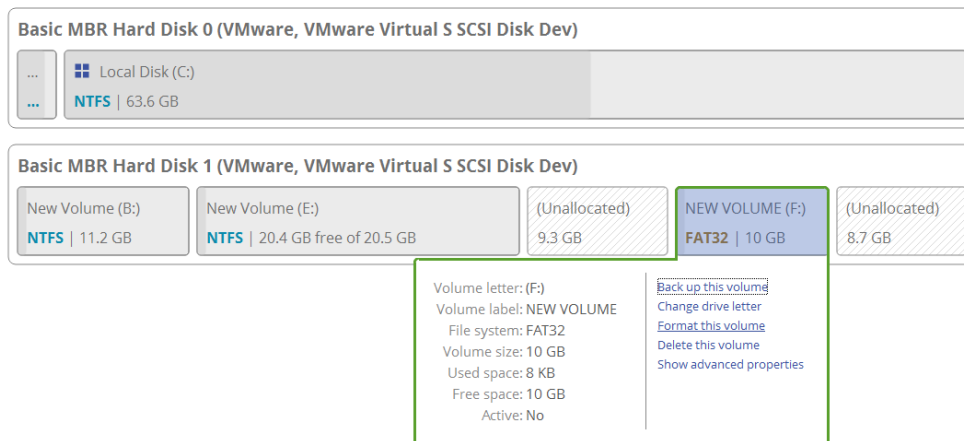 Basic MBR Hard Disk 0 (VMware, VMware Virtual S SCSI Disk Dev)
...
...
Local Disk (C:)
NTFS | 63.6 GB
Basic MBR Hard Disk 1 (VMware, VMware Virtual S SCSI Disk Dev)
New Volume (B:)
NTFS | 11.2 GB
New Volume (E:)
NTFS | 20.4 GB free of 20.5 GB
(Unallocated)
9.3 GB
NEW VOLUME (F:)
FAT32 | 10 GB
(Unallocated)
8.7 GB
Volume letter: (F:)
Volume label: NEW VOLUME
File system: FAT32
Volume size: 10 GB
Used space: 8 KB
Free space: 10 GB
Active: No
Back up this volume
Change drive letter
Format this volume
Delete this volume
Show advanced properties